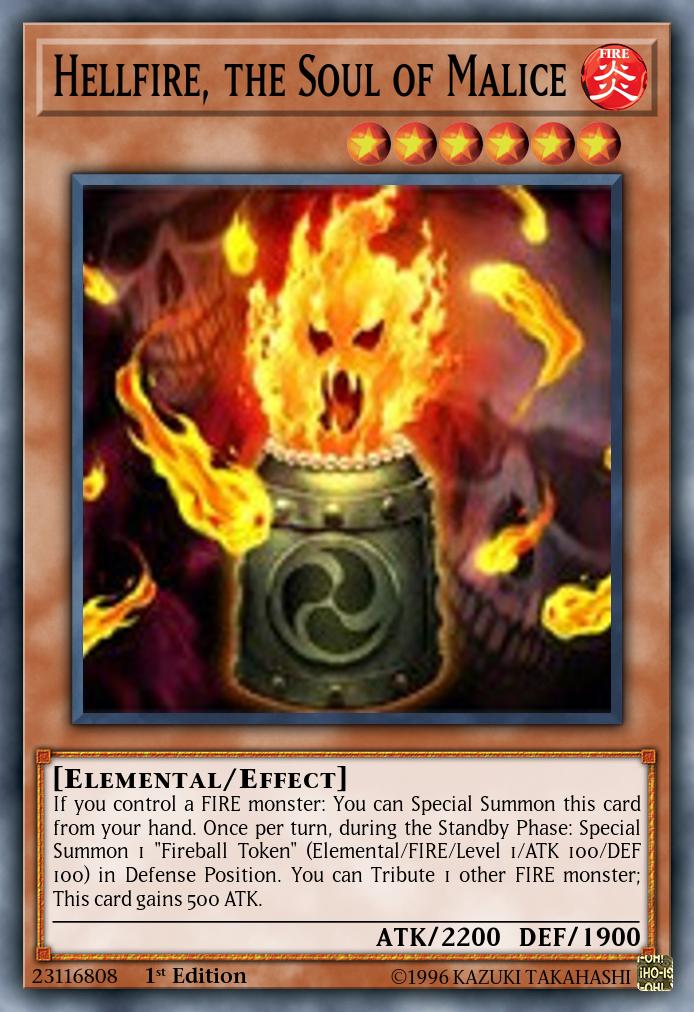 Hellfire, the Soul of Malice
FIRE
炎
[Elemental/Effect]
If you control a FIRE monster: You can Special Summon this card
from your hand. Once per turn, during the Standby Phase: Special
Summon 1 "Fireball Token" (Elemental/FIRE/Level 1/ATK 100/DEF
100) in Defense Position. You can Tribute 1 other FIRE monster;
This card gains 500 ATK.
ATK/2200 DEF/1900
23116808 1st Edition ©1996 KAZUKI TAKAHASHI